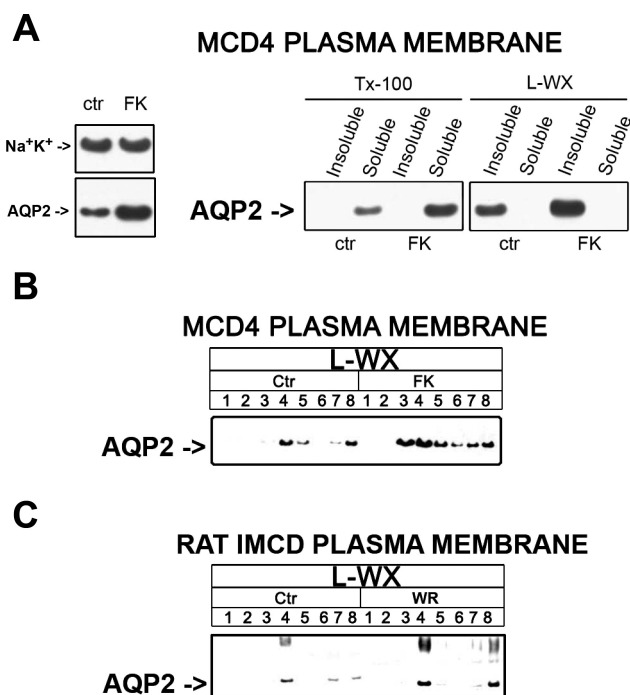 A
MCD4 PLASMA MEMBRANE
Tx-100 L-WX
ctr FK
Insoluble Soluble Insoluble Soluble Insoluble Soluble Insoluble Soluble
Na⁺K⁺ ->
AQP2 ->
AQP2 ->
ctr FK ctr FK
B
MCD4 PLASMA MEMBRANE
L-WX
Ctr FK
1 2 3 4 5 6 7 8 1 2 3 4 5 6 7 8
AQP2 ->
C
RAT IMCD PLASMA MEMBRANE
L-WX
Ctr WR
1 2 3 4 5 6 7 8 1 2 3 4 5 6 7 8
AQP2 ->